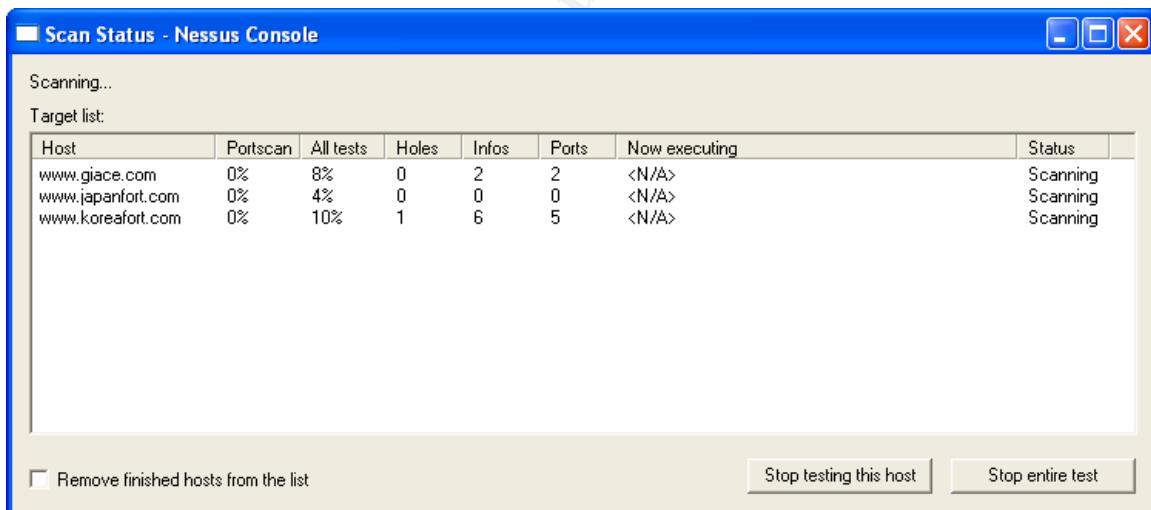 Scan Status - Nessus Console
Scanning...
Target list:
Host Portscan All tests Holes Infos Ports Now executing Status
www.giace.com 0% 8% 0 2 2 <N/A> Scanning
www.japanfort.com 0% 4% 0 0 0 <N/A> Scanning
www.koreafort.com 0% 10% 1 6 5 <N/A> Scanning
Remove finished hosts from the list
Stop testing this host Stop entire test